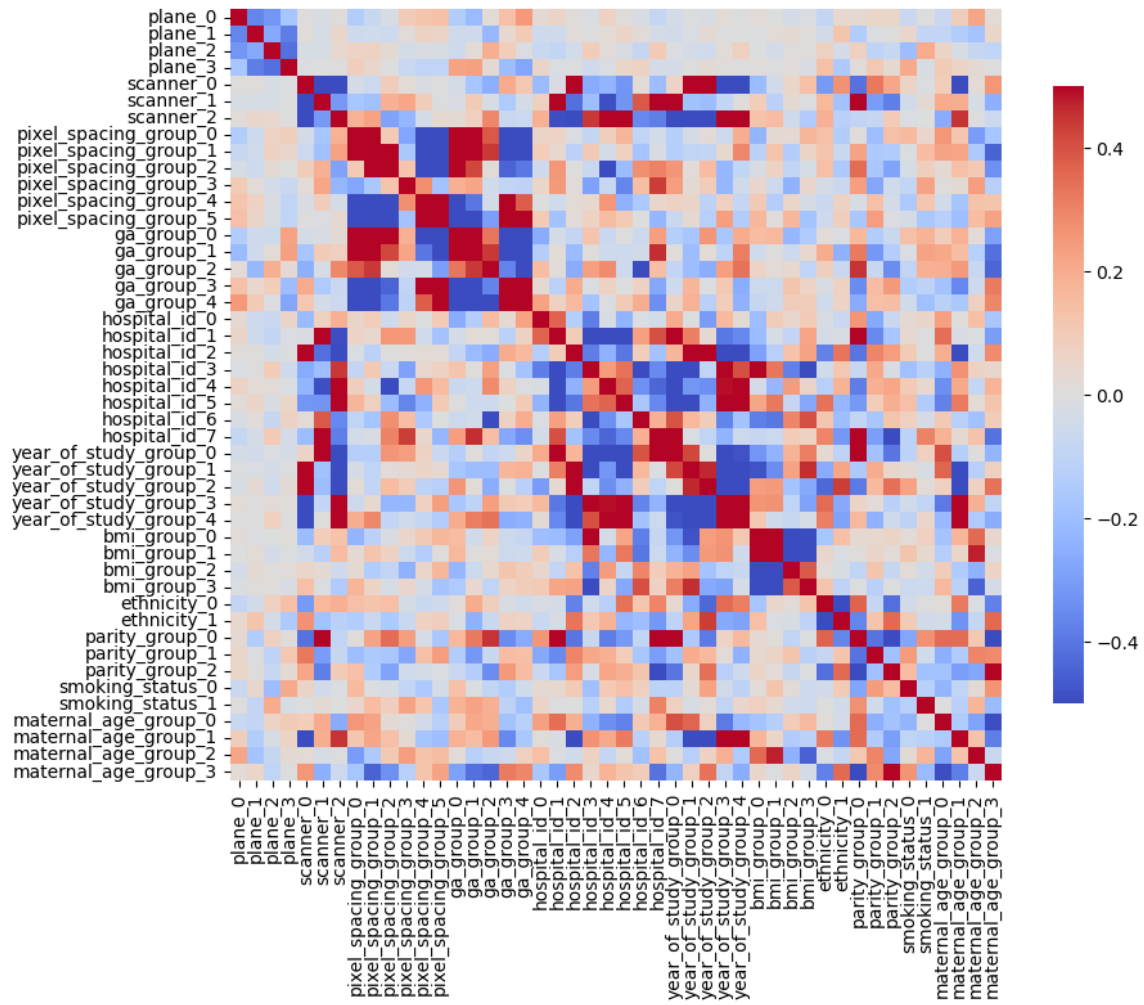 plane_0
plane_1
plane_2
plane_3
scanner_0
scanner_1
scanner_2
pixel_spacing_group_0
pixel_spacing_group_1
pixel_spacing_group_2
pixel_spacing_group_3
pixel_spacing_group_4
pixel_spacing_group_5
ga_group_0
ga_group_1
ga_group_2
ga_group_3
ga_group_4
hospital_id_0
hospital_id_1
hospital_id_2
hospital_id_3
hospital_id_4
hospital_id_5
hospital_id_6
hospital_id_7
year_of_study_group_0
year_of_study_group_1
year_of_study_group_2
year_of_study_group_3
year_of_study_group_4
bmi_group_0
bmi_group_1
bmi_group_2
bmi_group_3
ethnicity_0
ethnicity_1
parity_group_0
parity_group_1
parity_group_2
smoking_status_0
smoking_status_1
maternal_age_group_0
maternal_age_group_1
maternal_age_group_2
maternal_age_group_3
plane_0
plane_1
plane_2
plane_3
scanner_0
scanner_1
scanner_2
pixel_spacing_group_0
pixel_spacing_group_1
pixel_spacing_group_2
pixel_spacing_group_3
pixel_spacing_group_4
pixel_spacing_group_5
ga_group_0
ga_group_1
ga_group_2
ga_group_3
ga_group_4
hospital_id_0
hospital_id_1
hospital_id_2
hospital_id_3
hospital_id_4
hospital_id_5
hospital_id_6
hospital_id_7
year_of_study_group_0
year_of_study_group_1
year_of_study_group_2
year_of_study_group_3
year_of_study_group_4
bmi_group_0
bmi_group_1
bmi_group_2
bmi_group_3
ethnicity_0
ethnicity_1
parity_group_0
parity_group_1
parity_group_2
smoking_status_0
smoking_status_1
maternal_age_group_0
maternal_age_group_1
maternal_age_group_2
maternal_age_group_3
0.4
0.2
0.0
−0.2
−0.4